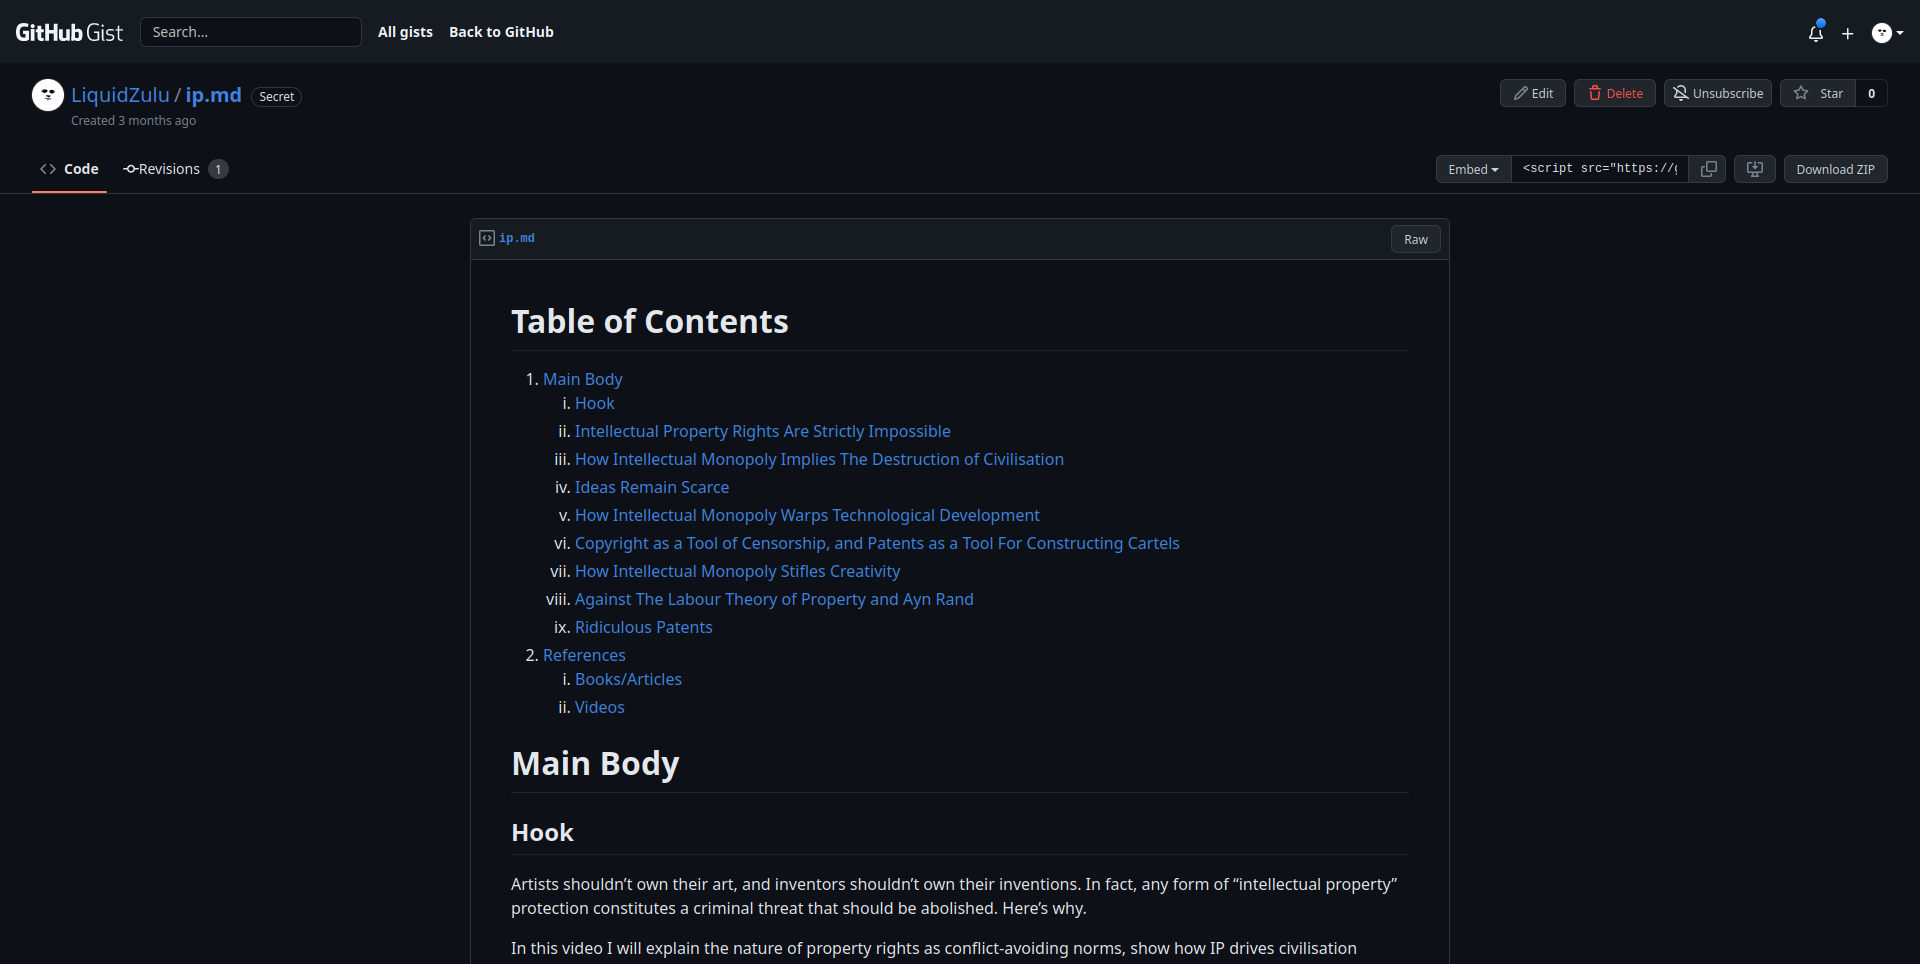 GitHub Gist
Search...
All gists
Back to GitHub
LiquidZulu / ip.md
Secret
Created 3 months ago
Edit
Delete
Unsubscribe
Star
0
Code
Revisions
1
Embed
<script src="https://g
Download ZIP
ip.md
Raw
Table of Contents
1. Main Body
i. Hook
ii. Intellectual Property Rights Are Strictly Impossible
iii. How Intellectual Monopoly Implies The Destruction of Civilisation
iv. Ideas Remain Scarce
v. How Intellectual Monopoly Warps Technological Development
vi. Copyright as a Tool of Censorship, and Patents as a Tool For Constructing Cartels
vii. How Intellectual Monopoly Stifles Creativity
viii. Against The Labour Theory of Property and Ayn Rand
ix. Ridiculous Patents
2. References
i. Books/Articles
ii. Videos
Main Body
Hook
Artists shouldn’t own their art, and inventors shouldn’t own their inventions. In fact, any form of “intellectual property”
protection constitutes a criminal threat that should be abolished. Here’s why.
In this video I will explain the nature of property rights as conflict-avoiding norms, show how IP drives civilisation